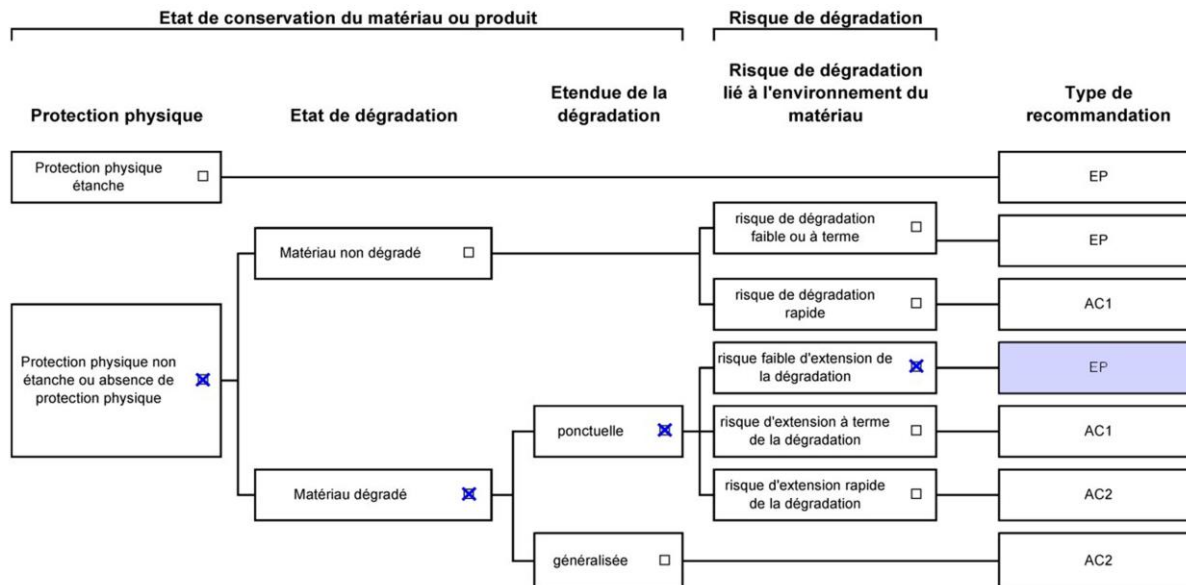 Etat de conservation du matériau ou produit
Risque de dégradation
Protection physique
Etat de dégradation
Etendue de la
dégradation
Risque de dégradation
lié à l'environnement du
matériau
Type de
recommandation
Protection physique
étanche
EP
risque de dégradation
faible ou à terme
EP
Matériau non dégradé
risque de dégradation
rapide
AC1
Protection physique non
étanche ou absence de
protection physique
risque faible d'extension de
la dégradation
EP
ponctuelle
risque d'extension à terme
de la dégradation
AC1
Matériau dégradé
risque d'extension rapide
de la dégradation
AC2
généralisée
AC2